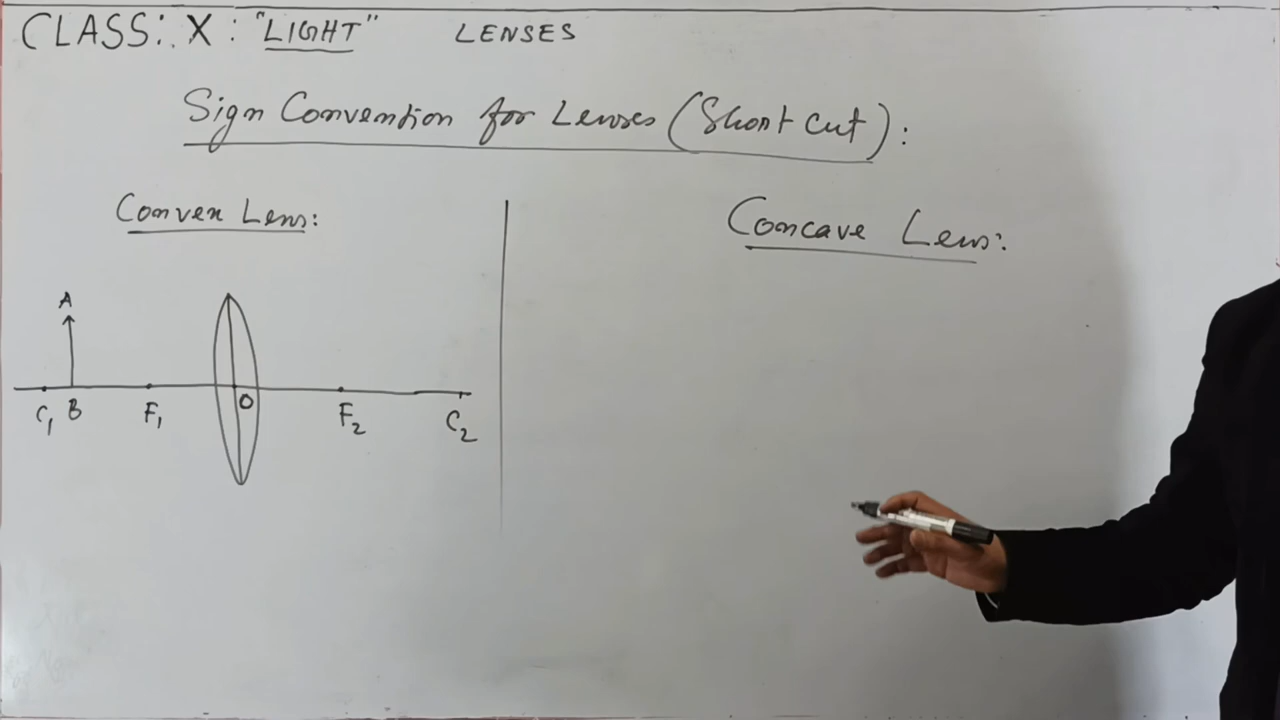 CLASS: X : "LIGHT" LENSES
Sign Convention for Lenses (Short cut) :
Convex Lens:
Concave Lens:
A
O
C₁ B F₁ F₂ C₂